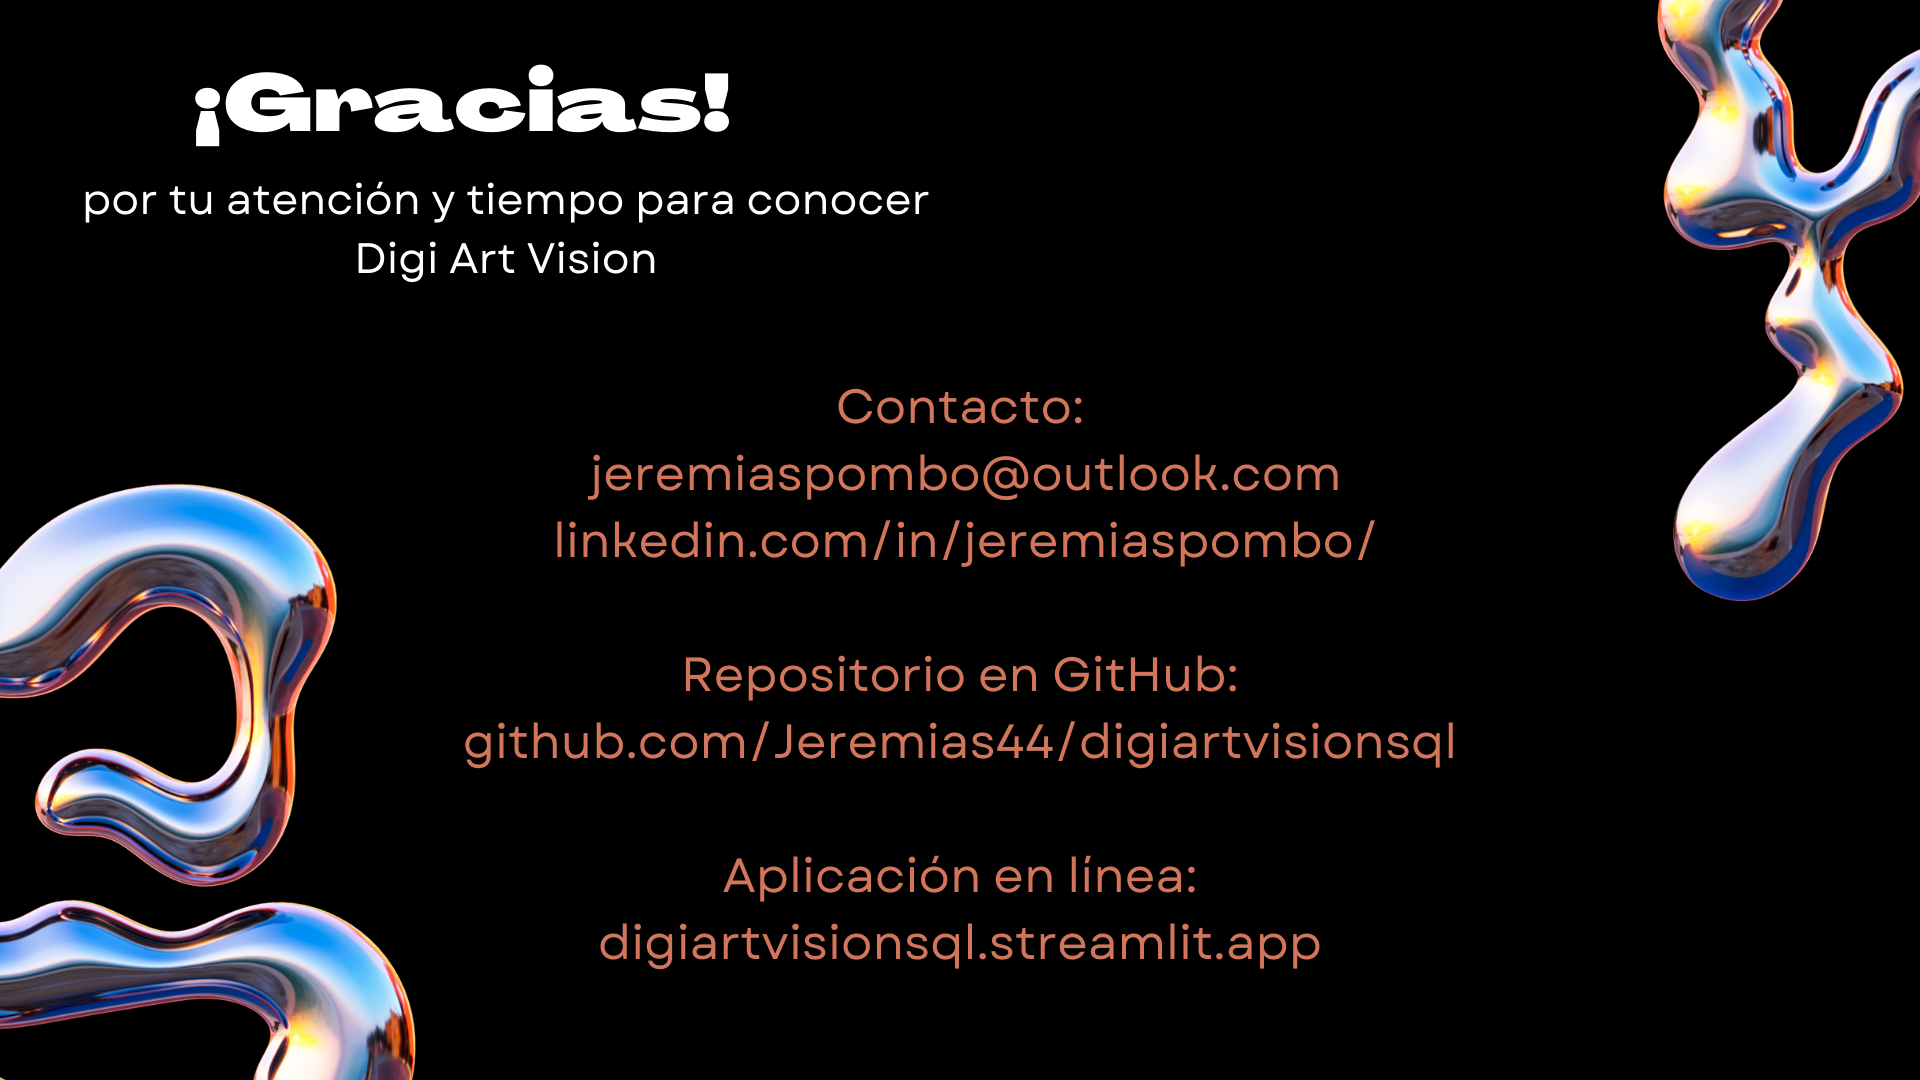 ¡Gracias!
por tu atención y tiempo para conocer
Digi Art Vision
Contacto:
jeremiaspombo@outlook.com
linkedin.com/in/jeremiaspombo/
Repositorio en GitHub:
github.com/Jeremias44/digiartvisionsql
Aplicación en línea:
digiartvisionsql.streamlit.app